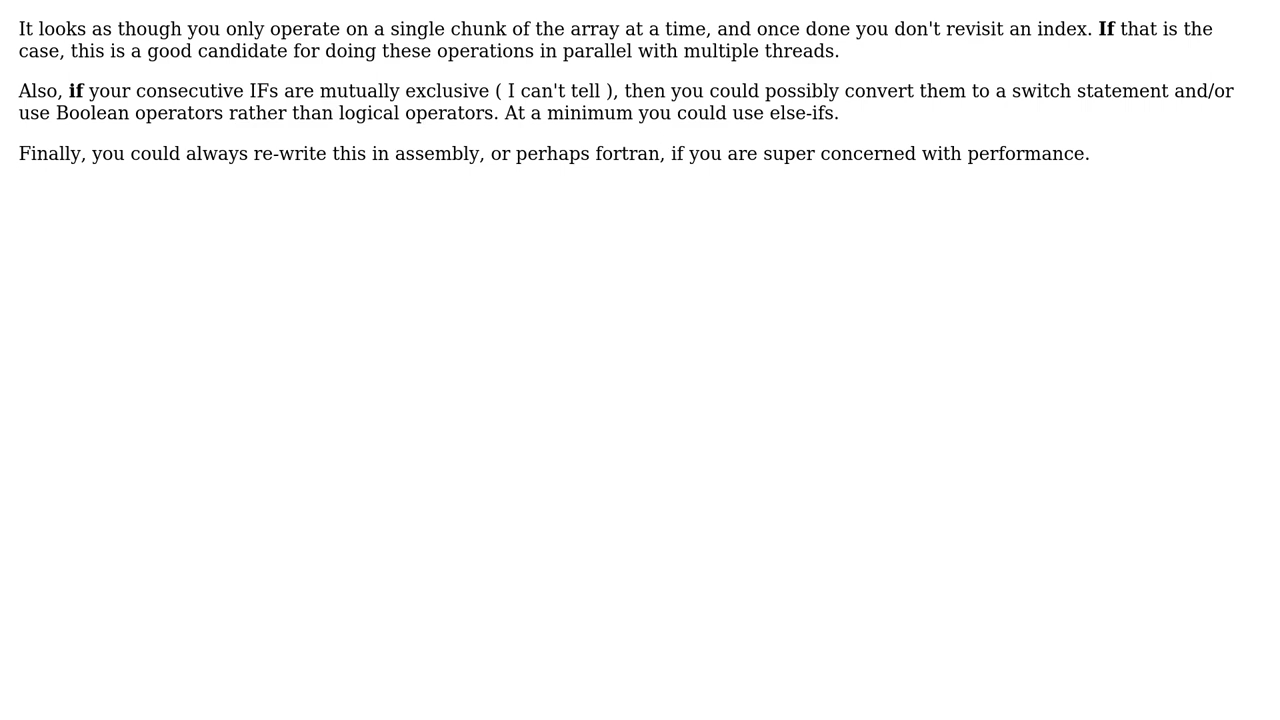 It looks as though you only operate on a single chunk of the array at a time, and once done you don't revisit an index. If that is the
case, this is a good candidate for doing these operations in parallel with multiple threads.
Also, if your consecutive IFs are mutually exclusive ( I can't tell ), then you could possibly convert them to a switch statement and/or
use Boolean operators rather than logical operators. At a minimum you could use else-ifs.
Finally, you could always re-write this in assembly, or perhaps fortran, if you are super concerned with performance.